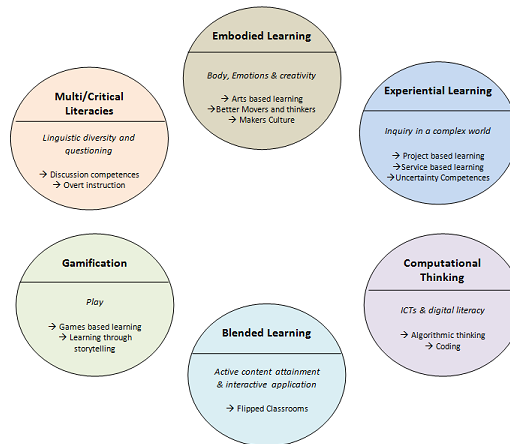 Embodied Learning
Body, Emotions & creativity
→ Arts based learning
→Better Movers and thinkers
→ Makers Culture
Multi/Critical
Literacies
Linguistic diversity and
questioning
→ Discussion competences
→ Overt instruction
Experiential Learning
Inquiry in a complex world
→ Project based learning
→Service based learning
→Uncertainty Competences
Gamification
Play
→ Games based learning
→ Learning through
storytelling
Computational
Thinking
ICTs & digital literacy
→ Algorithmic thinking
→ Coding
Blended Learning
Active content attainment
& interactive application
→ Flipped Classrooms